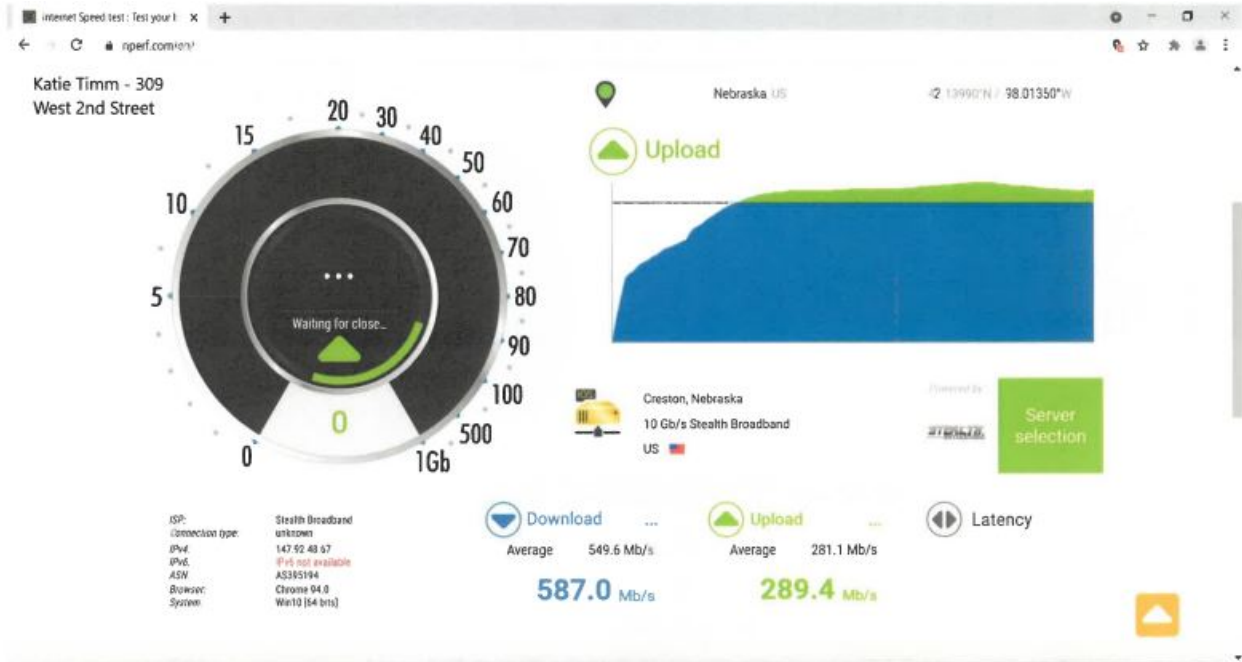 internet Speed test : Test your
nperf.com/en/
Katie Timm - 309
West 2nd Street
0
5
10
15
20
30
40
50
60
70
80
90
100
500
1Gb
...
Waiting for close...
0
Nebraska US
42.13990°N / 98.01350°W
Upload
Creston, Nebraska
10 Gb/s Stealth Broadband
US
Powered by
Server
selection
ISP: Stealth Broadband
Connection type: unknown
IPv4: 147.92.48.67
IPv6: IPv6 not available
ASN AS395194
Browser: Chrome 94.0
System: Win10 (64 bits)
Download ...
Average 549.6 Mb/s
587.0 Mb/s
Upload ...
Average 281.1 Mb/s
289.4 Mb/s
Latency